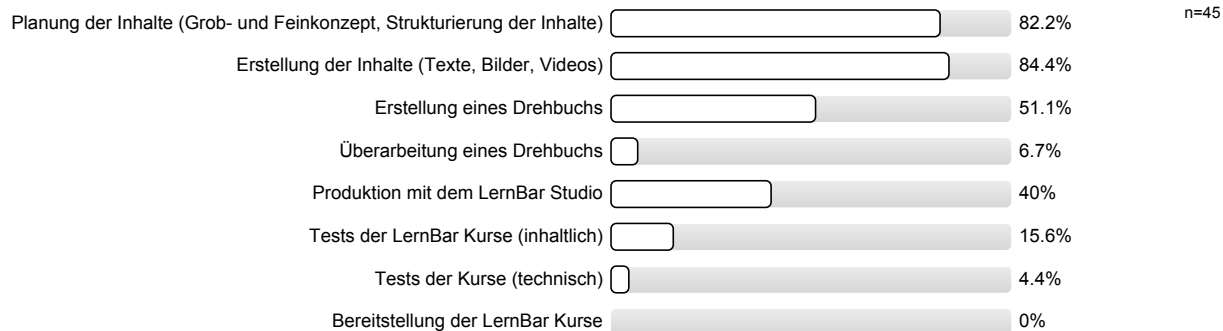 Planung der Inhalte (Grob- und Feinkonzept, Strukturierung der Inhalte) 82.2% n=45
Erstellung der Inhalte (Texte, Bilder, Videos) 84.4%
Erstellung eines Drehbuchs 51.1%
Überarbeitung eines Drehbuchs 6.7%
Produktion mit dem LernBar Studio 40%
Tests der LernBar Kurse (inhaltlich) 15.6%
Tests der Kurse (technisch) 4.4%
Bereitstellung der LernBar Kurse 0%